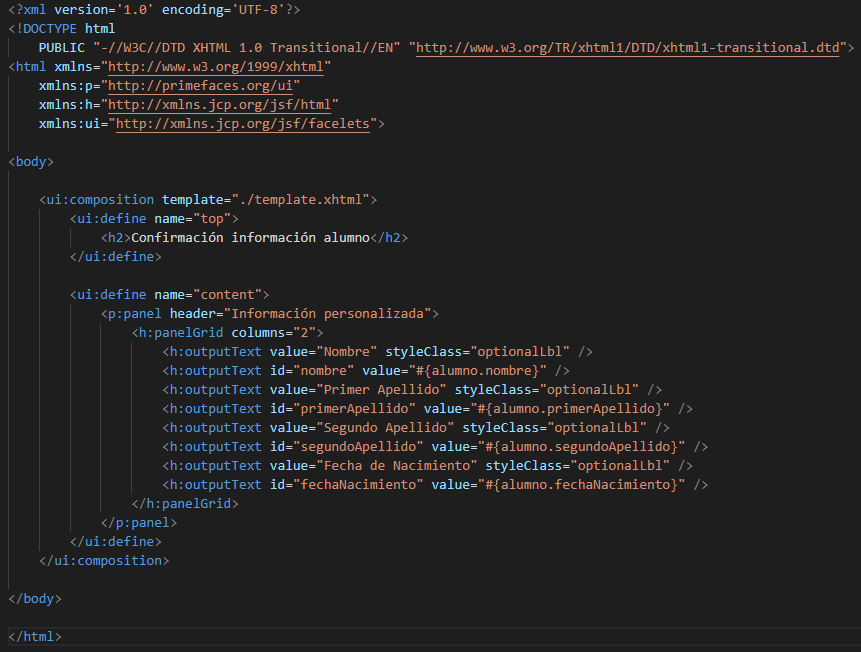 <?xml version='1.0' encoding='UTF-8'?>
<!DOCTYPE html
    PUBLIC "-//W3C//DTD XHTML 1.0 Transitional//EN" "http://www.w3.org/TR/xhtml1/DTD/xhtml1-transitional.dtd">
<html xmlns="http://www.w3.org/1999/xhtml"
    xmlns:p="http://primefaces.org/ui"
    xmlns:h="http://xmlns.jcp.org/jsf/html"
    xmlns:ui="http://xmlns.jcp.org/jsf/facelets">

<body>

    <ui:composition template="./template.xhtml">
        <ui:define name="top">
            <h2>Confirmación información alumno</h2>
        </ui:define>

        <ui:define name="content">
            <p:panel header="Información personalizada">
                <h:panelGrid columns="2">
                    <h:outputText value="Nombre" styleClass="optionalLbl" />
                    <h:outputText id="nombre" value="#{alumno.nombre}" />
                    <h:outputText value="Primer Apellido" styleClass="optionalLbl" />
                    <h:outputText id="primerApellido" value="#{alumno.primerApellido}" />
                    <h:outputText value="Segundo Apellido" styleClass="optionalLbl" />
                    <h:outputText id="segundoApellido" value="#{alumno.segundoApellido}" />
                    <h:outputText value="Fecha de Nacimiento" styleClass="optionalLbl" />
                    <h:outputText id="fechaNacimiento" value="#{alumno.fechaNacimiento}" />
                </h:panelGrid>
            </p:panel>
        </ui:define>
    </ui:composition>

</body>

</html>